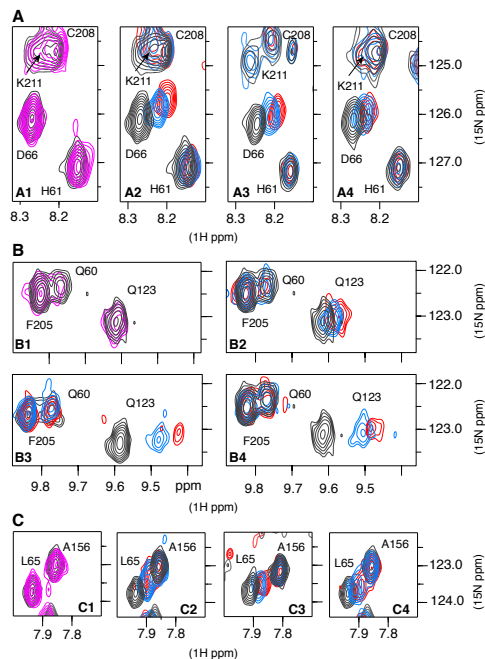 A
C208 C208 C208 C208
K211 K211 K211 K211
D66 D66 D66 D66
H61 H61 H61 H61
A1 A2 A3 A4
125.0
126.0
127.0
(15N ppm)
8.3 8.2 8.3 8.2 8.3 8.2 8.3 8.2
(1H ppm)
B
Q60 Q60
Q123 Q123
F205 F205
B1 B2
122.0
123.0
(15N ppm)
Q60 Q60
Q123 Q123
F205 F205
B3 B4
122.0
123.0
(15N ppm)
9.8 9.7 9.6 9.5 ppm 9.8 9.7 9.6 9.5
(1H ppm)
C
A156 A156 A156 A156
L65 L65 L65 L65
C1 C2 C3 C4
123.0
124.0
(15N ppm)
7.9 7.8 7.9 7.8 7.9 7.8 7.9 7.8
(1H ppm)